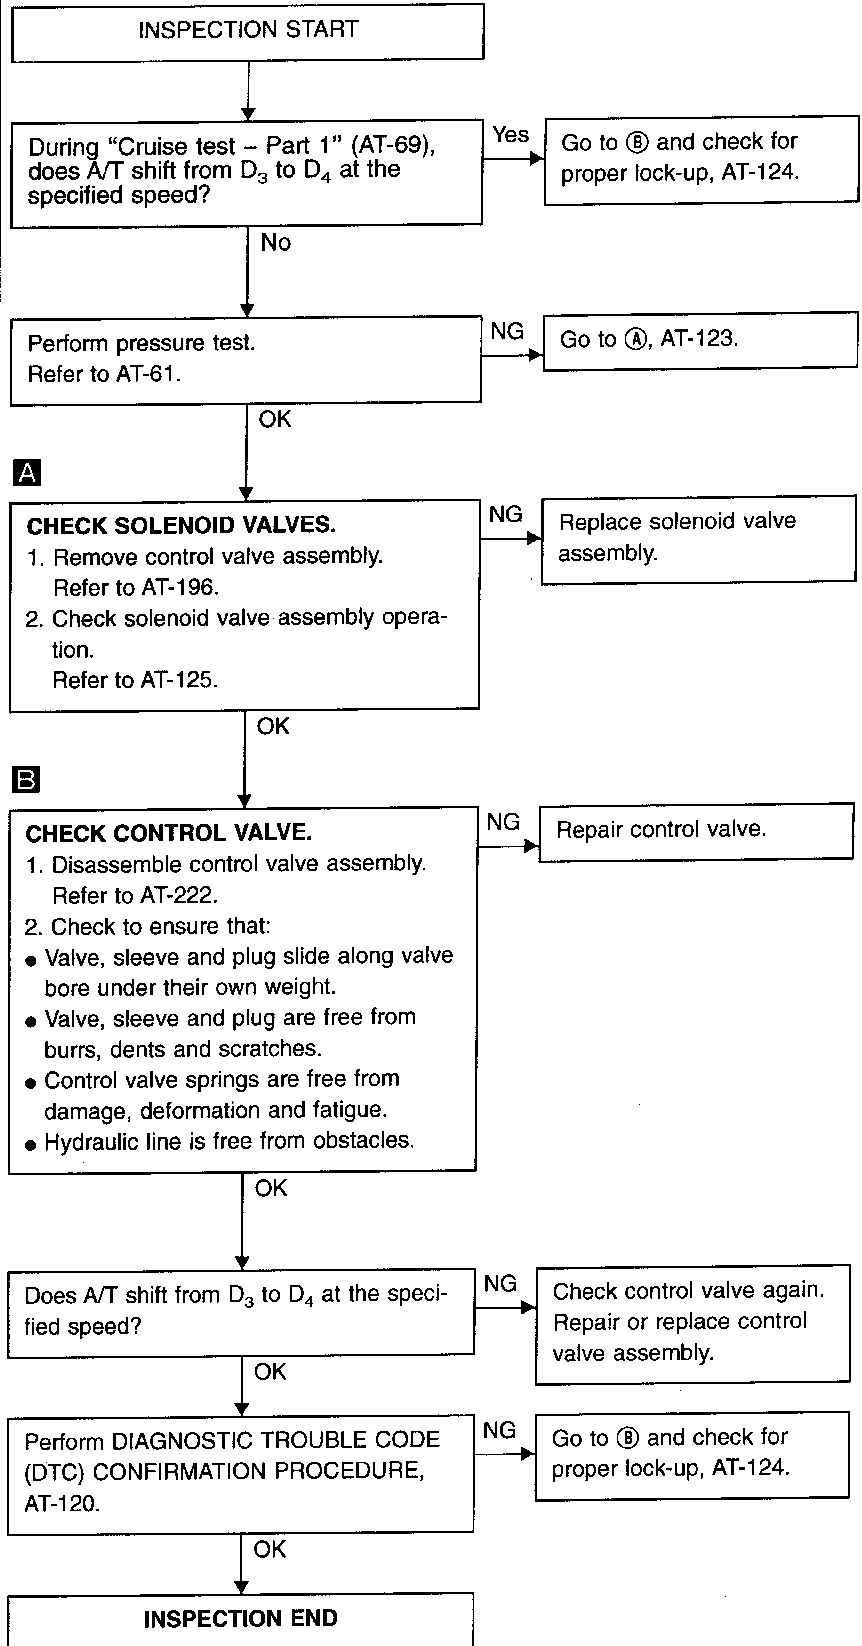 INSPECTION START
During “Cruise test – Part 1” (AT-69),
does A/T shift from D3 to D4 at the
specified speed?
Yes
Go to Ⓑ and check for
proper lock-up, AT-124.
No
Perform pressure test.
Refer to AT-61.
NG
Go to Ⓐ, AT-123.
OK
A
CHECK SOLENOID VALVES.
1. Remove control valve assembly.
Refer to AT-196.
2. Check solenoid valve assembly opera-
tion.
Refer to AT-125.
NG
Replace solenoid valve
assembly.
OK
B
CHECK CONTROL VALVE.
1. Disassemble control valve assembly.
Refer to AT-222.
2. Check to ensure that:
● Valve, sleeve and plug slide along valve
bore under their own weight.
● Valve, sleeve and plug are free from
burrs, dents and scratches.
● Control valve springs are free from
damage, deformation and fatigue.
● Hydraulic line is free from obstacles.
NG
Repair control valve.
OK
Does A/T shift from D3 to D4 at the speci-
fied speed?
NG
Check control valve again.
Repair or replace control
valve assembly.
OK
Perform DIAGNOSTIC TROUBLE CODE
(DTC) CONFIRMATION PROCEDURE,
AT-120.
NG
Go to Ⓑ and check for
proper lock-up, AT-124.
OK
INSPECTION END